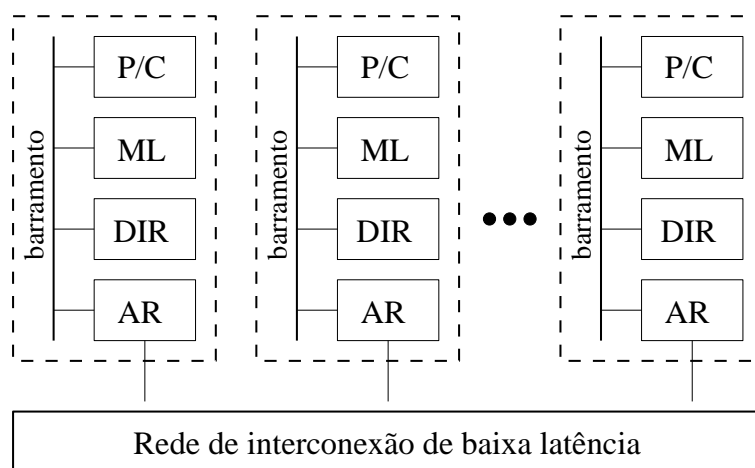 barramento
P/C
ML
DIR
AR
barramento
P/C
ML
DIR
AR
barramento
P/C
ML
DIR
AR
Rede de interconexão de baixa latência